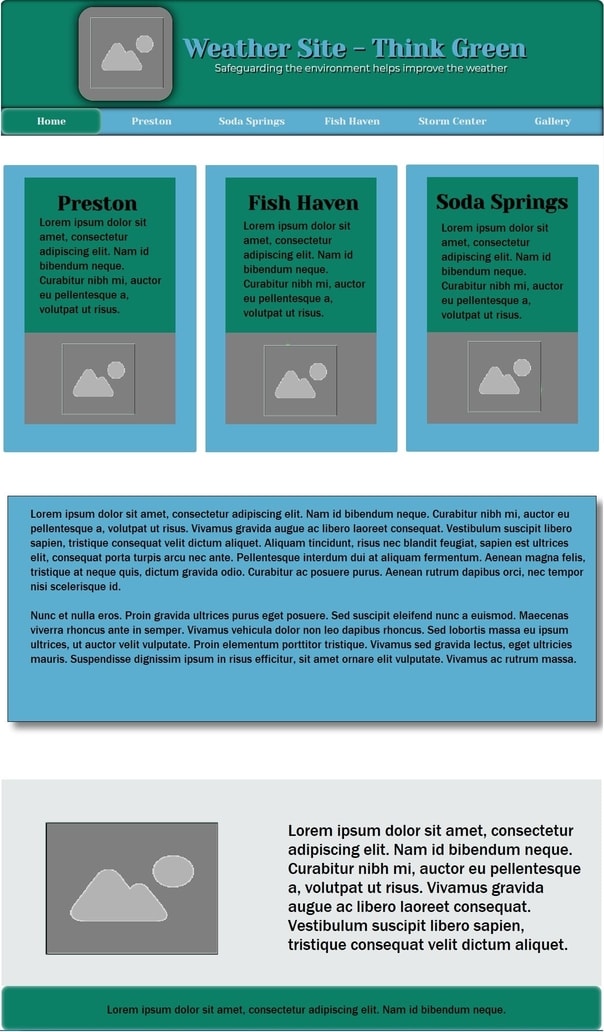 Weather Site - Think Green
Safeguarding the environment helps improve the weather
Home Preston Soda Springs Fish Haven Storm Center Gallery
Preston
Lorem ipsum dolor sit
amet, consectetur
adipiscing elit. Nam id
bibendum neque.
Curabitur nibh mi, auctor
eu pellentesque a,
volutpat ut risus.
Fish Haven
Lorem ipsum dolor sit
amet, consectetur
adipiscing elit. Nam id
bibendum neque.
Curabitur nibh mi, auctor
eu pellentesque a,
volutpat ut risus.
Soda Springs
Lorem ipsum dolor sit
amet, consectetur
adipiscing elit. Nam id
bibendum neque.
Curabitur nibh mi, auctor
eu pellentesque a,
volutpat ut risus.
Lorem ipsum dolor sit amet, consectetur adipiscing elit. Nam id bibendum neque. Curabitur nibh mi, auctor eu
pellentesque a, volutpat ut risus. Vivamus gravida augue ac libero laoreet consequat. Vestibulum suscipit libero
sapien, tristique consequat velit dictum aliquet. Aliquam tincidunt, risus nec blandit feugiat, sapien est ultrices
elit, consequat porta turpis arcu nec ante. Pellentesque interdum dui at aliquam fermentum. Aenean magna felis,
tristique at neque quis, dictum gravida odio. Curabitur ac posuere purus. Aenean rutrum dapibus orci, nec tempor
nisi scelerisque id.
Nunc et nulla eros. Proin gravida ultrices purus eget posuere. Sed suscipit eleifend nunc a euismod. Maecenas
viverra rhoncus ante in semper. Vivamus vehicula dolor non leo dapibus rhoncus. Sed lobortis massa eu ipsum
ultrices, ut auctor velit vulputate. Proin elementum porttitor tristique. Vivamus sed gravida lectus, eget ultricies
mauris. Suspendisse dignissim ipsum in risus efficitur, sit amet ornare elit vulputate. Vivamus ac rutrum massa.
Lorem ipsum dolor sit amet, consectetur
adipiscing elit. Nam id bibendum neque.
Curabitur nibh mi, auctor eu pellentesque
a, volutpat ut risus. Vivamus gravida
augue ac libero laoreet consequat.
Vestibulum suscipit libero sapien,
tristique consequat velit dictum aliquet.
Lorem ipsum dolor sit amet, consectetur adipiscing elit. Nam id bibendum neque.